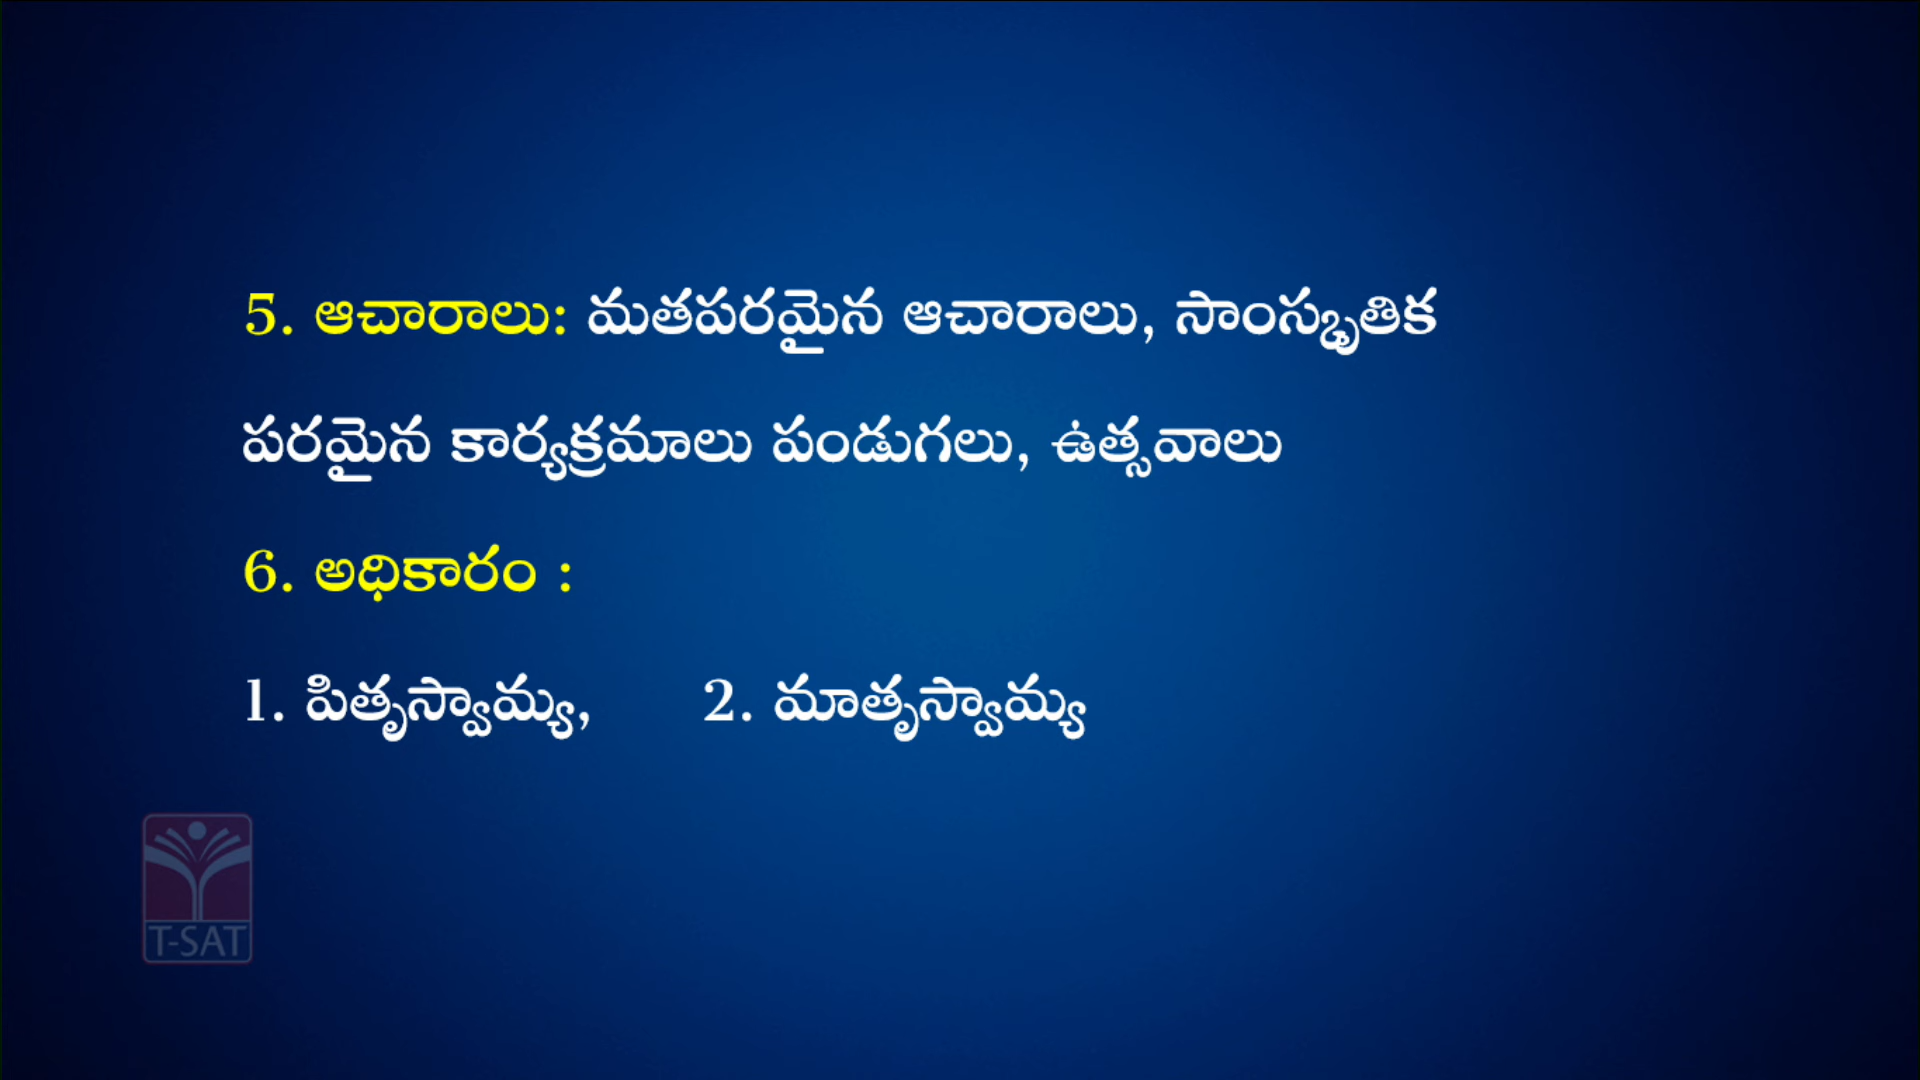 5. ఆచారాలు: మతపరమైన ఆచారాలు, సాంస్కృతిక
పరమైన కార్యక్రమాలు పండుగలు, ఉత్సవాలు
6. అధికారం :
1. పితృస్వామ్య, 2. మాతృస్వామ్య
T-SAT